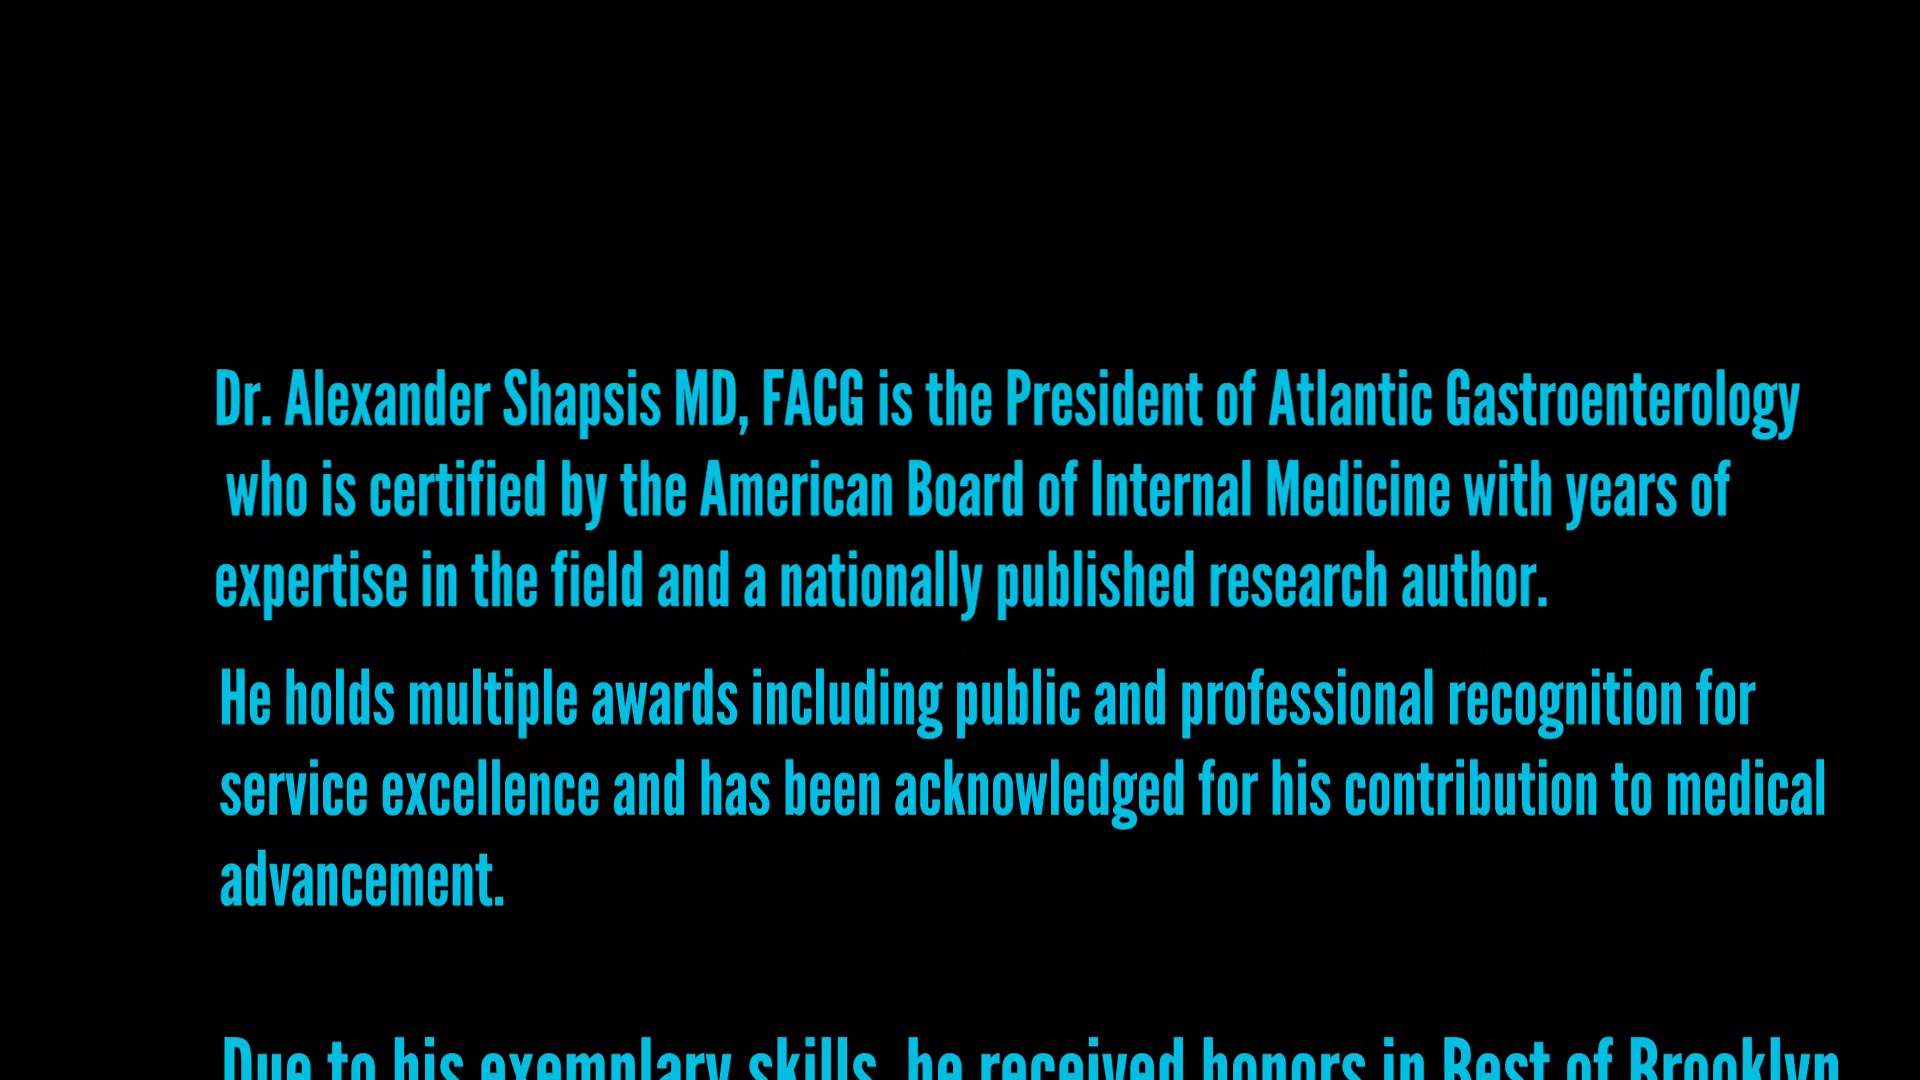 Dr. Alexander Shapsis MD, FACG is the President of Atlantic Gastroenterology
who is certified by the American Board of Internal Medicine with years of
expertise in the field and a nationally published research author.
He holds multiple awards including public and professional recognition for
service excellence and has been acknowledged for his contribution to medical
advancement.
Due to his exemplary skills, he received honors in Best of Brooklyn